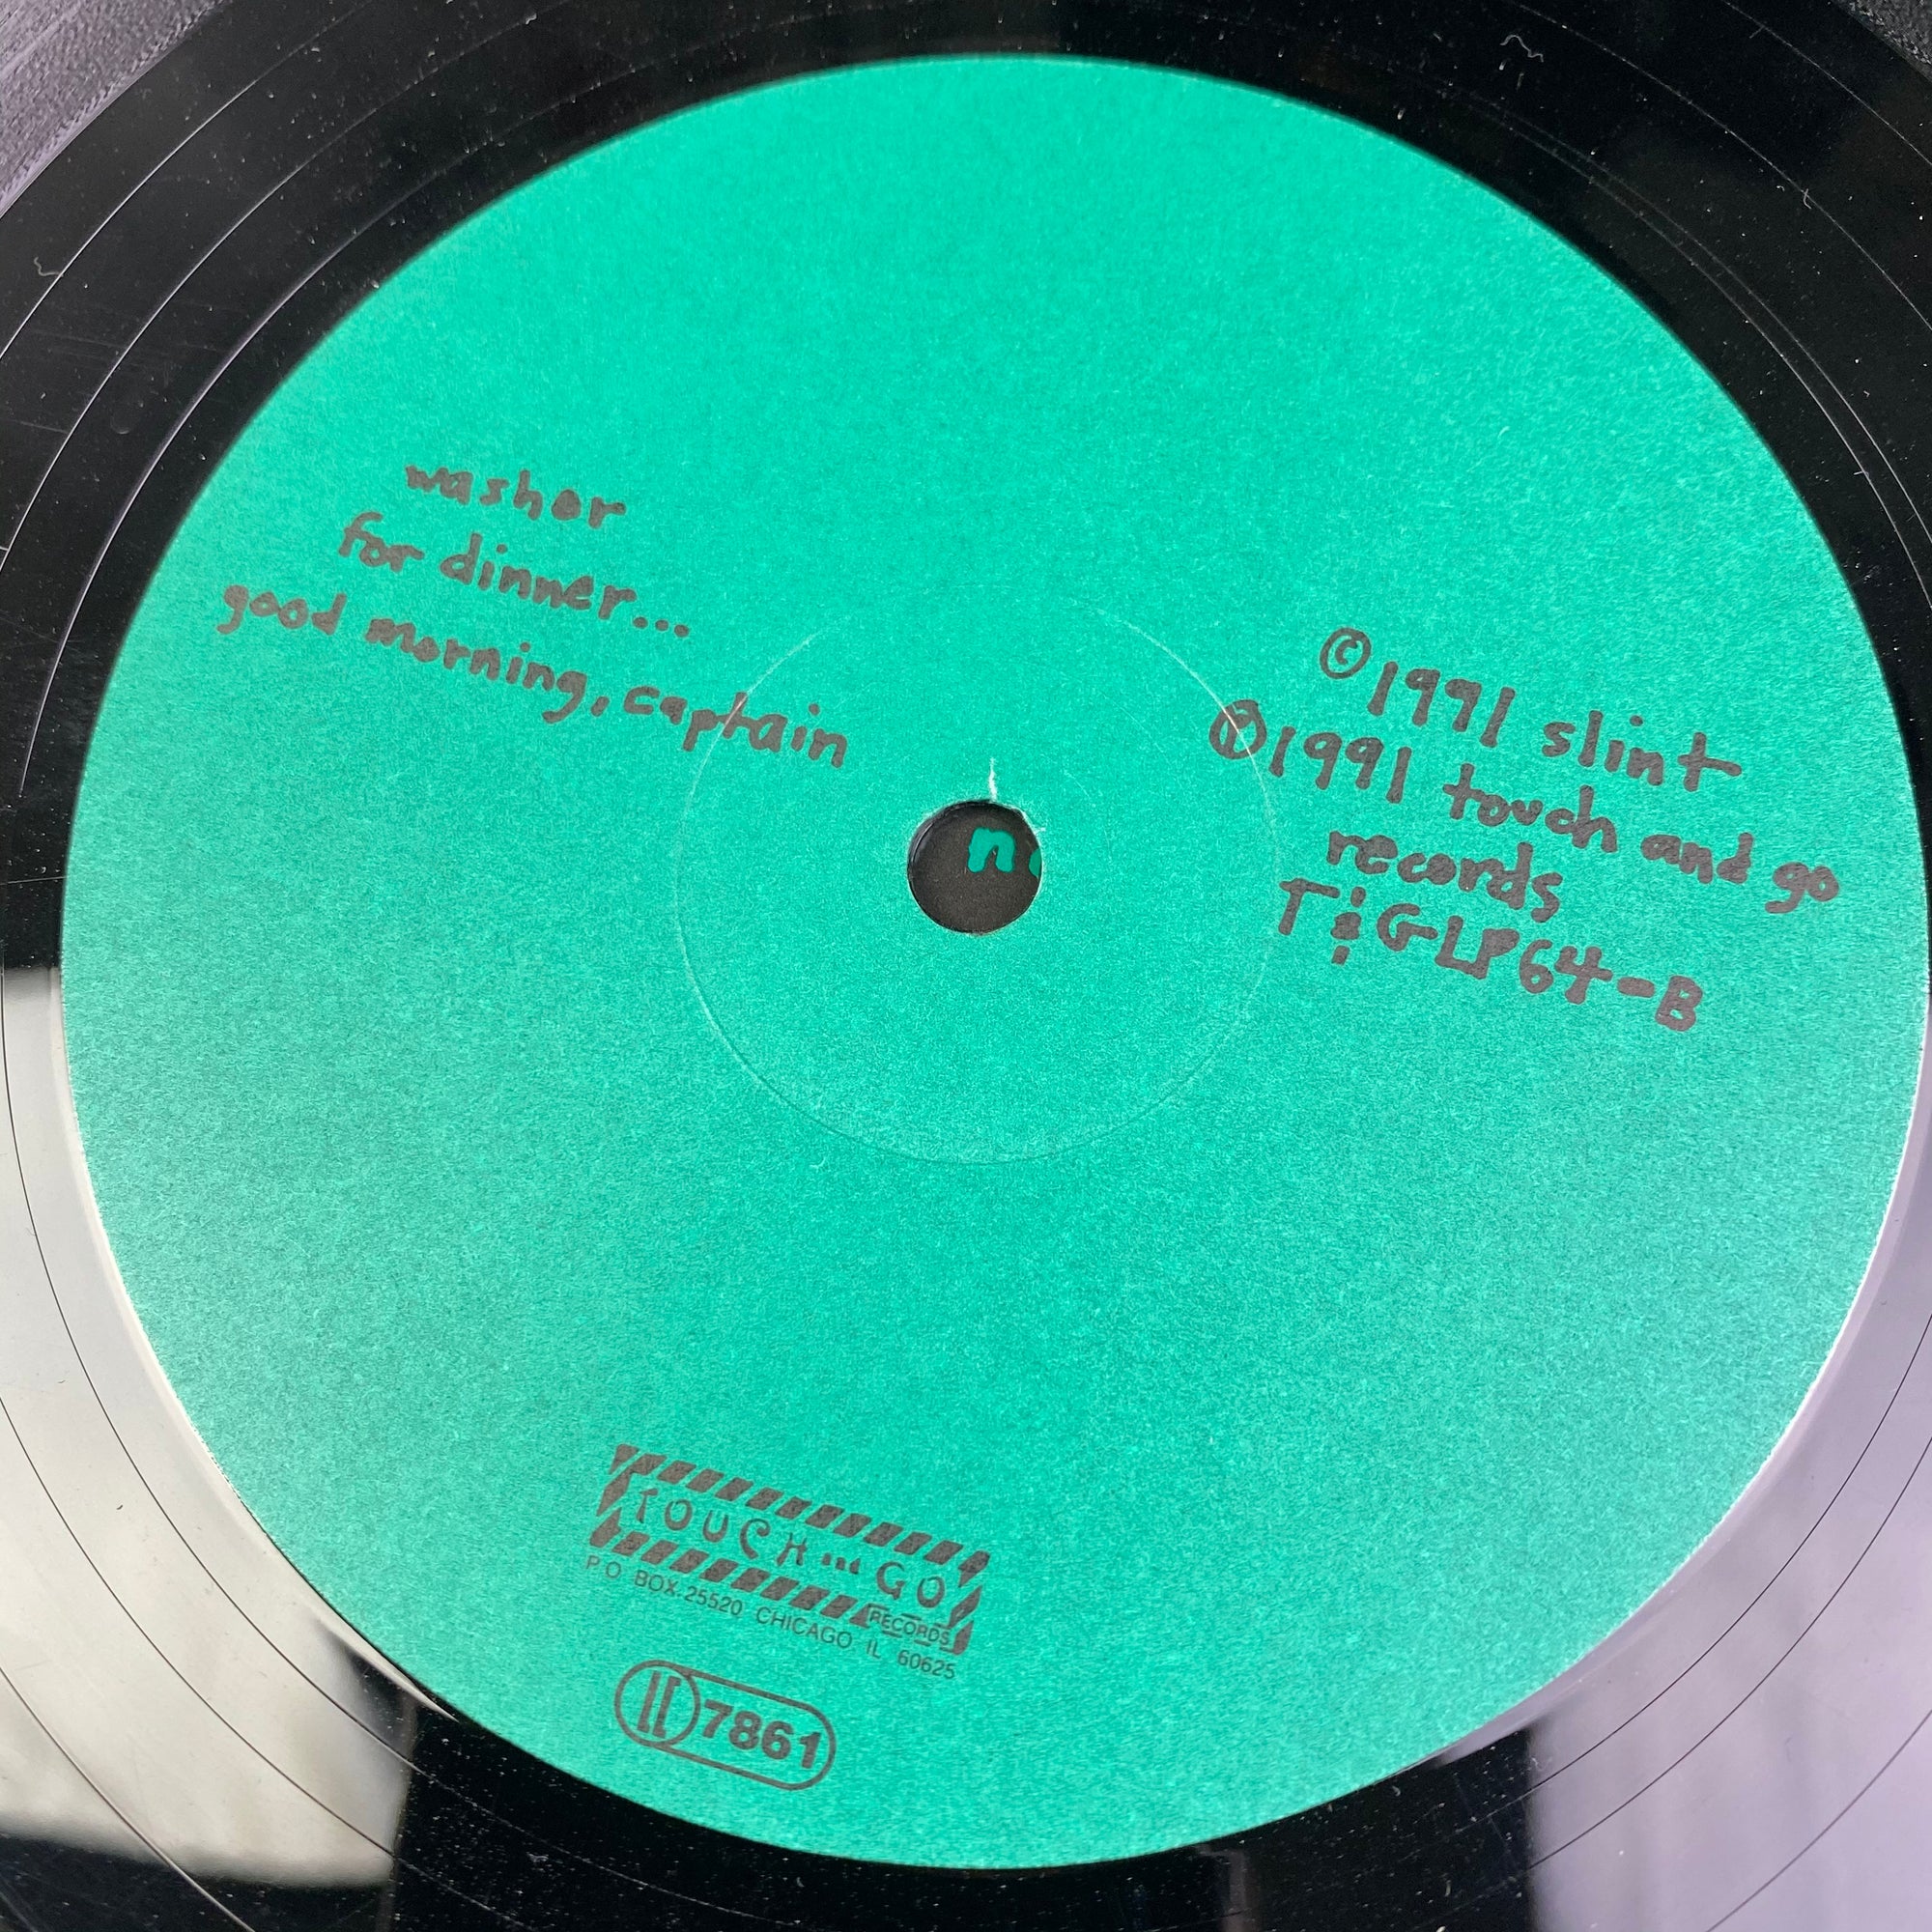 washer
for dinner...
good morning, captain
©1991 slint
℗1991 touch and go
records
T&GLP64-B
n
TOUCH and GO
RECORDS
P O BOX 25520 CHICAGO IL 60625
7861